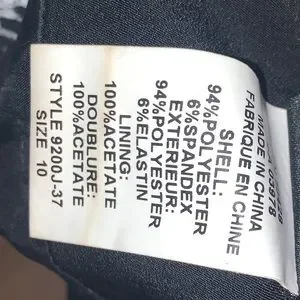 MADE IN CHINA
FABRIQUE EN CHINE
SHELL:
94%POLYESTER
6%SPANDEX
EXTERIEUR:
94%POLYESTER
6%ELASTIN
LINING:
100%ACETATE
DOUBLURE:
100%ACETATE
STYLE 9200J-37
SIZE 10